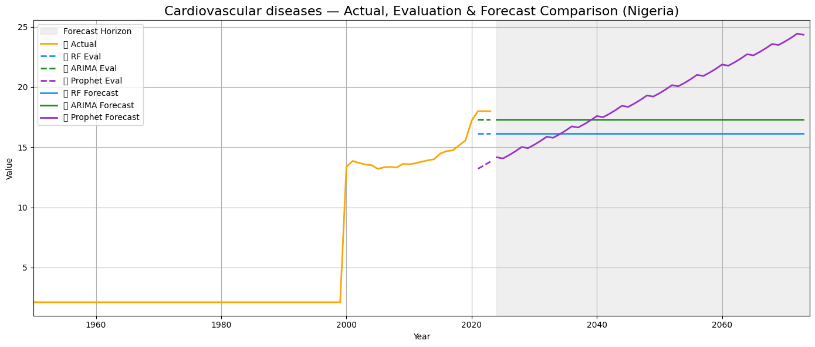 Cardiovascular diseases — Actual, Evaluation & Forecast Comparison (Nigeria)
Forecast Horizon
Actual
RF Eval
ARIMA Eval
Prophet Eval
RF Forecast
ARIMA Forecast
Prophet Forecast
25
20
15
10
5
Value
1960 1980 2000 2020 2040 2060
Year